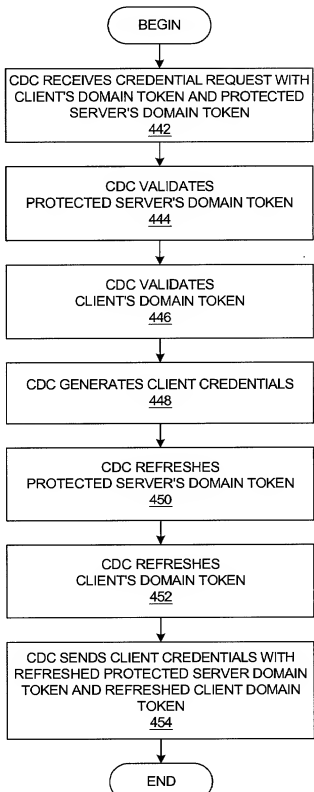 BEGIN
CDC RECEIVES CREDENTIAL REQUEST WITH
CLIENT'S DOMAIN TOKEN AND PROTECTED
SERVER'S DOMAIN TOKEN
442
CDC VALIDATES
PROTECTED SERVER'S DOMAIN TOKEN
444
CDC VALIDATES
CLIENT'S DOMAIN TOKEN
446
CDC GENERATES CLIENT CREDENTIALS
448
CDC REFRESHES
PROTECTED SERVER'S DOMAIN TOKEN
450
CDC REFRESHES
CLIENT'S DOMAIN TOKEN
452
CDC SENDS CLIENT CREDENTIALS WITH
REFRESHED PROTECTED SERVER DOMAIN
TOKEN AND REFRESHED CLIENT DOMAIN
TOKEN
454
END